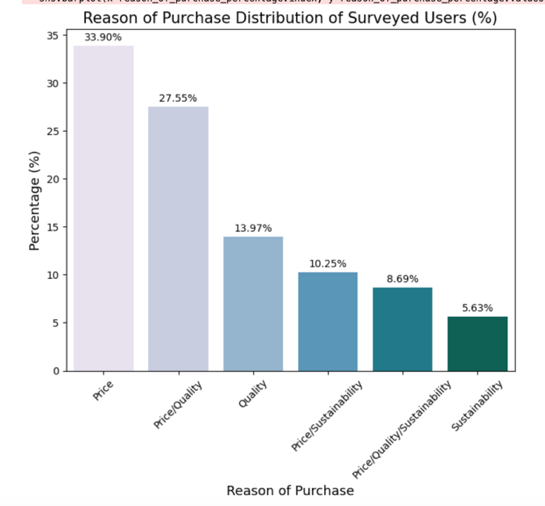 Reason of Purchase Distribution of Surveyed Users (%)
33.90%
27.55%
13.97%
10.25%
8.69%
5.63%
35
30
25
20
15
10
5
0
Percentage (%)
Price
Price/Quality
Quality
Price/Sustainability
Price/Quality/Sustainability
Sustainability
Reason of Purchase